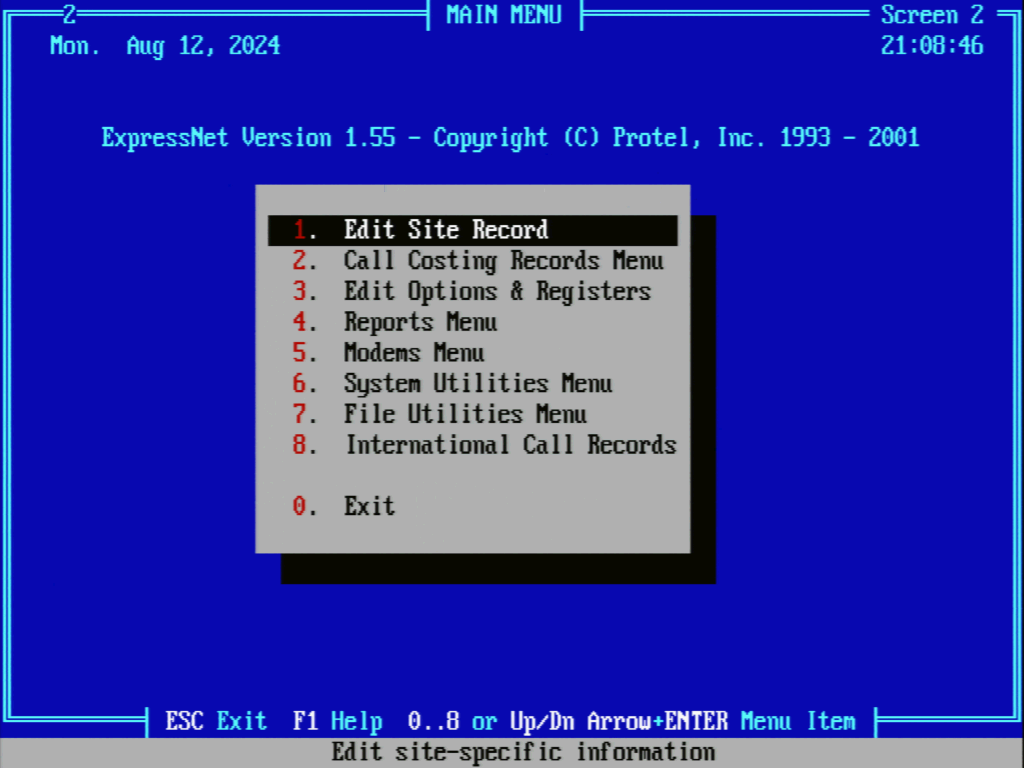 2 MAIN MENU Screen 2
Mon. Aug 12, 2024 21:08:46
ExpressNet Version 1.55 - Copyright (C) Protel, Inc. 1993 - 2001
1. Edit Site Record
2. Call Costing Records Menu
3. Edit Options & Registers
4. Reports Menu
5. Modems Menu
6. System Utilities Menu
7. File Utilities Menu
8. International Call Records
0. Exit
ESC Exit F1 Help 0..8 or Up/Dn Arrow+ENTER Menu Item
Edit site-specific information